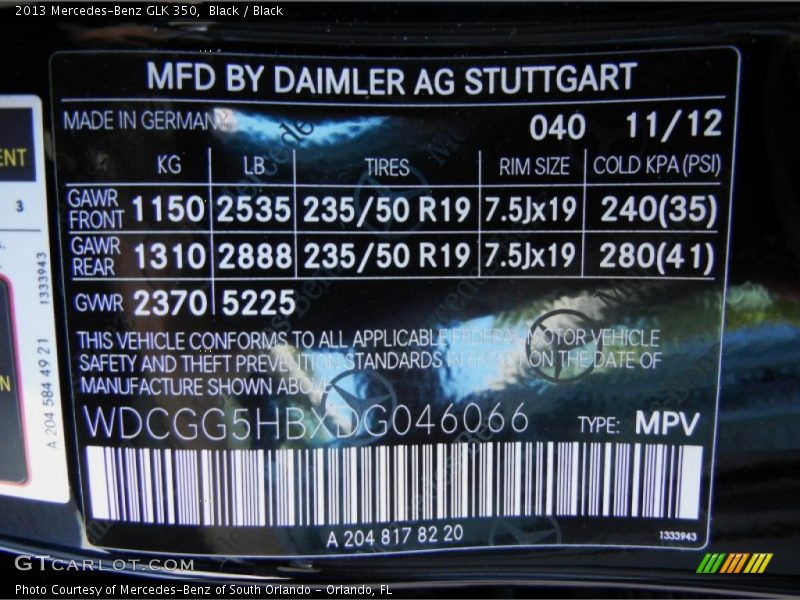 2013 Mercedes-Benz GLK 350,  Black / Black
MFD BY DAIMLER AG STUTTGART
MADE IN GERMANY 040 11/12
KG LB TIRES RIM SIZE COLD KPA (PSI)
GAWR FRONT 1150 2535 235/50 R19 7.5Jx19 240(35)
GAWR REAR 1310 2888 235/50 R19 7.5Jx19 280(41)
GWR 2370 5225
THIS VEHICLE CONFORMS TO ALL APPLICABLE FEDERAL MOTOR VEHICLE
SAFETY AND THEFT PREVENTION STANDARDS IN EFFECT ON THE DATE OF
MANUFACTURE SHOWN ABOVE
WDCGG5HBXDG046066 TYPE: MPV
A 204 817 82 20 1333943
3
1333943
A 204 584 49 21
GTCARLOT.COM
Photo Courtesy of Mercedes-Benz of South Orlando - Orlando, FL